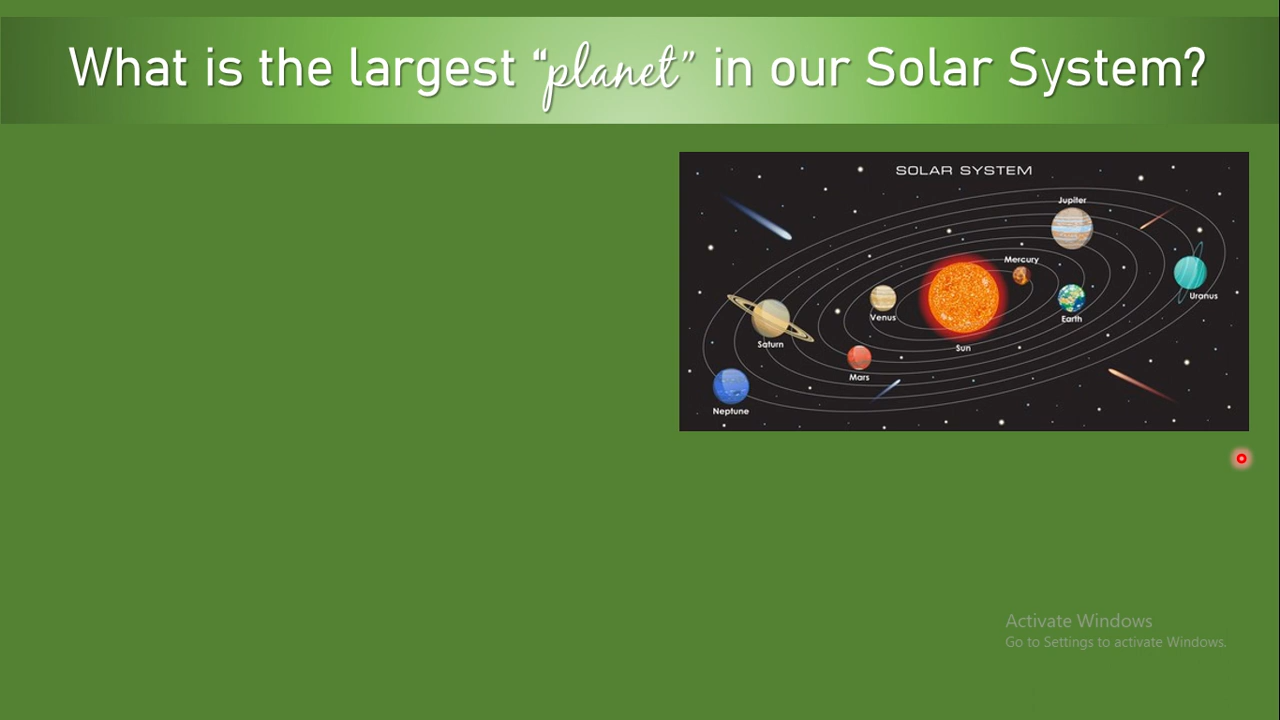 What is the largest “planet” in our Solar System?
SOLAR SYSTEM
Jupiter
Mercury
Uranus
Venus
Earth
Saturn
Sun
Mars
Neptune
Activate Windows
Go to Settings to activate Windows.